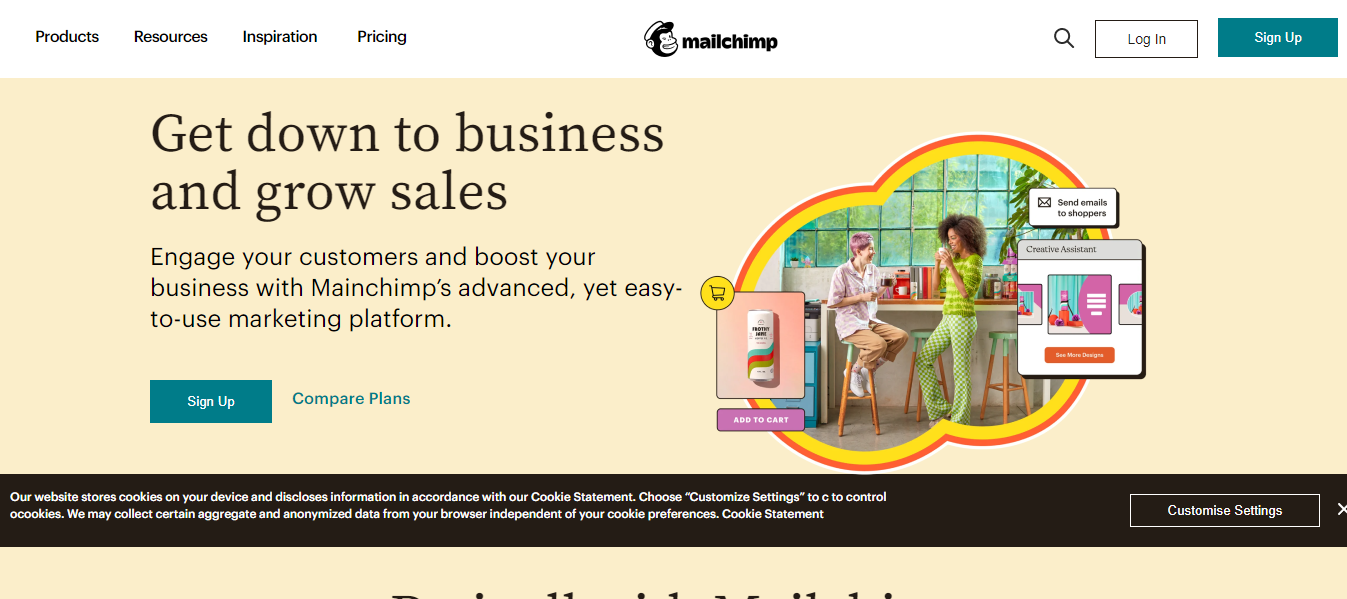 Products
Resources
Inspiration
Pricing
mailchimp
Log In
Sign Up
Get down to business
and grow sales
Engage your customers and boost your
business with Mainchimp’s advanced, yet easy-
to-use marketing platform.
Sign Up
Compare Plans
Send emails
to shoppers
Creative Assistant
See More Designs
FROTHY
JANE
ADD TO CART
Our website stores cookies on your device and discloses information in accordance with our Cookie Statement. Choose “Customize Settings” to c to control
ocookies. We may collect certain aggregate and anonymized data from your browser independent of your cookie preferences. Cookie Statement
Customise Settings